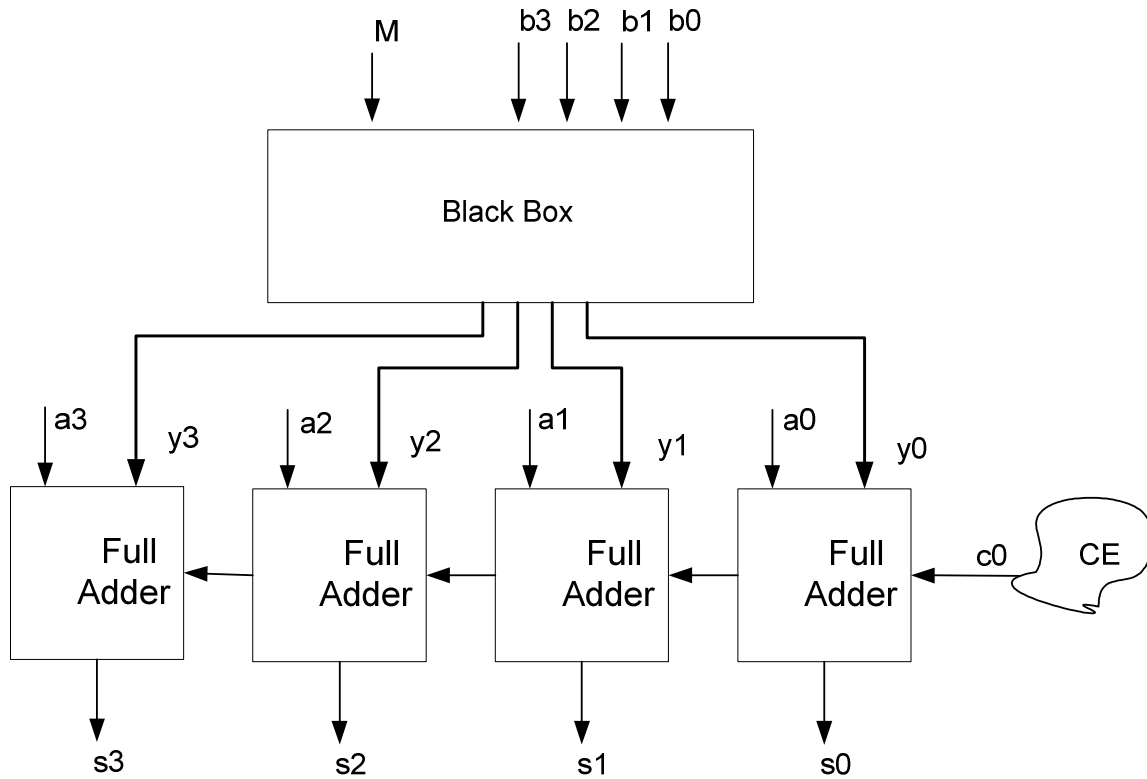 M b3 b2 b1 b0
Black Box
a3 y3 a2 y2 a1 y1 a0 y0
Full Adder
Full Adder
Full Adder
Full Adder
c0 CE
s3 s2 s1 s0